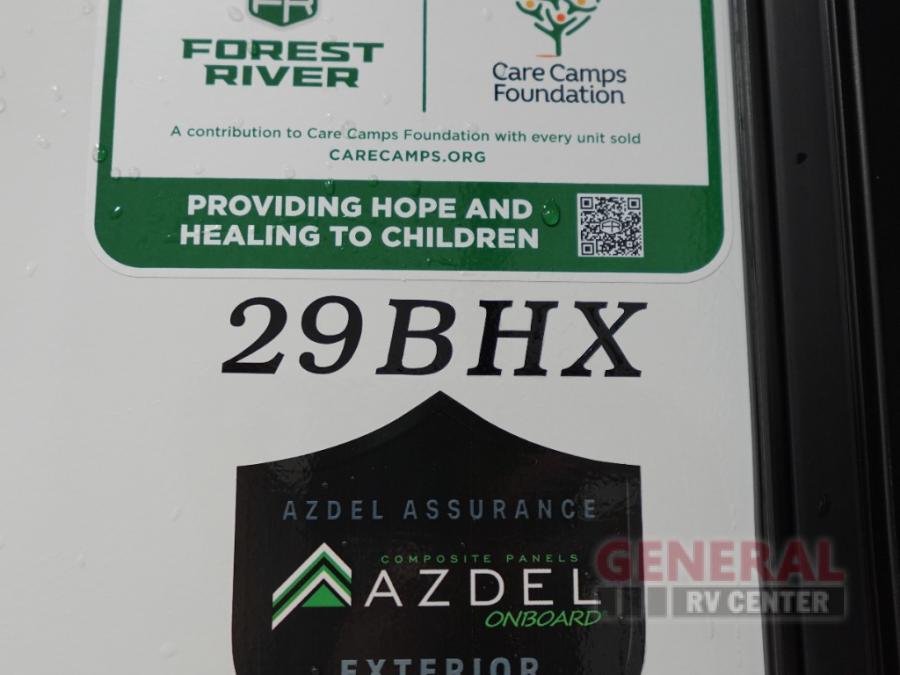 FR
FOREST
RIVER
Care Camps
Foundation
A contribution to Care Camps Foundation with every unit sold
CARECAMPS.ORG
PROVIDING HOPE AND
HEALING TO CHILDREN
29BHX
AZDEL ASSURANCE
COMPOSITE PANELS
AZDEL
ONBOARD®
EXTERIOR
GENERAL
RV CENTER